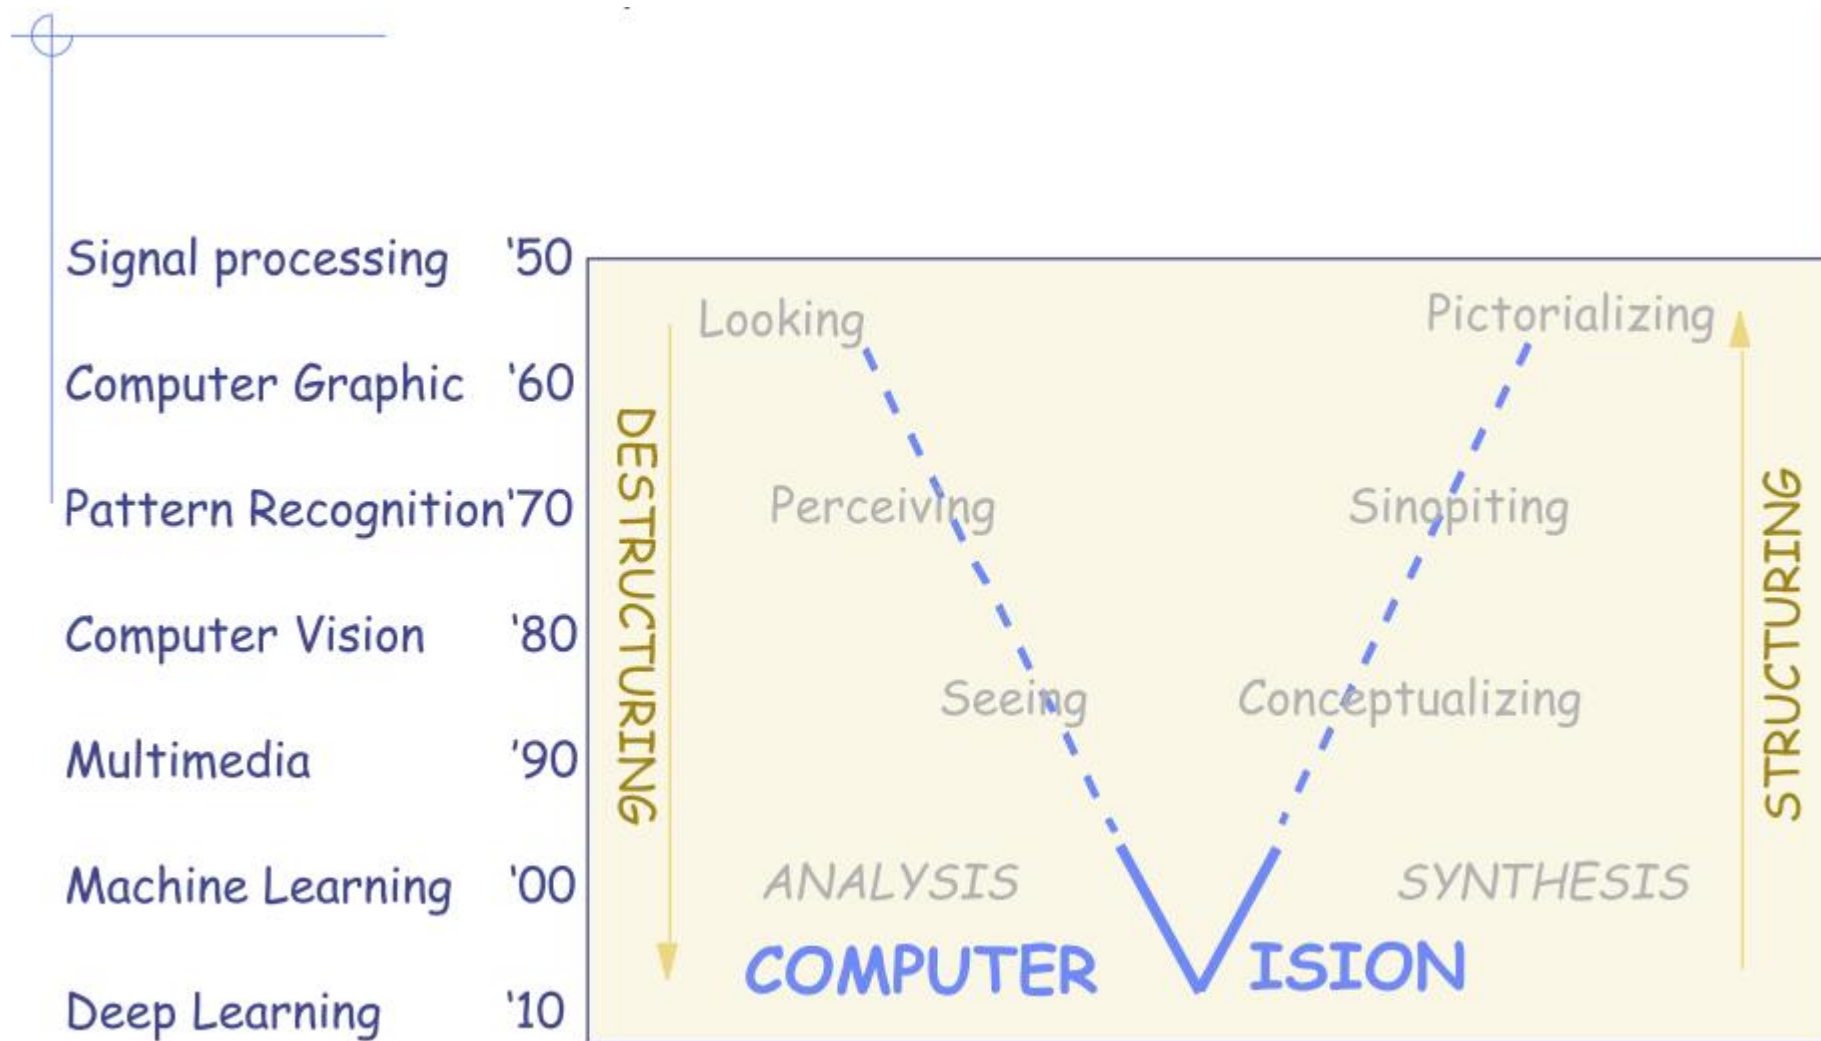 Signal processing '50
Looking
Pictorializing
Computer Graphic '60
DESTRUCTURING
Pattern Recognition'70
Perceiving
Sinopiting
STRUCTURING
Computer Vision '80
Seeing
Conceptualizing
Multimedia '90
Machine Learning '00
ANALYSIS
SYNTHESIS
COMPUTER VISION
Deep Learning '10